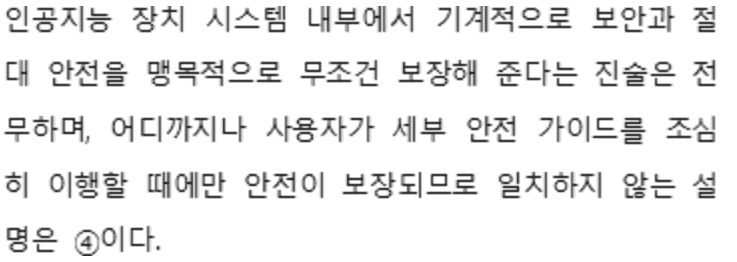 인공지능 장치 시스템 내부에서 기계적으로 보안과 절
대 안전을 맹목적으로 무조건 보장해 준다는 진술은 전
무하며, 어디까지나 사용자가 세부 안전 가이드를 조심
히 이행할 때에만 안전이 보장되므로 일치하지 않는 설
명은 ④이다.